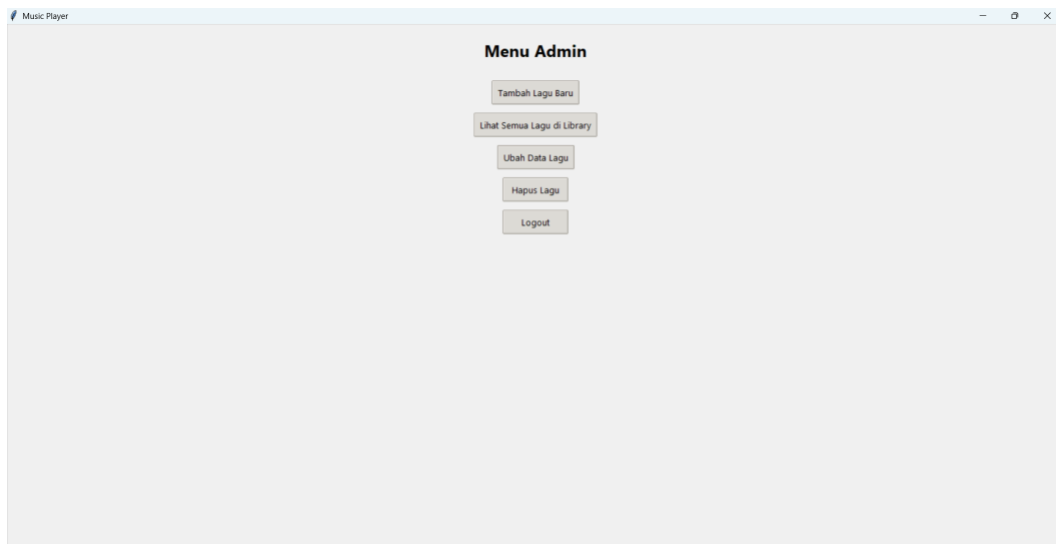 Music Player
Menu Admin
Tambah Lagu Baru
Lihat Semua Lagu di Library
Ubah Data Lagu
Hapus Lagu
Logout